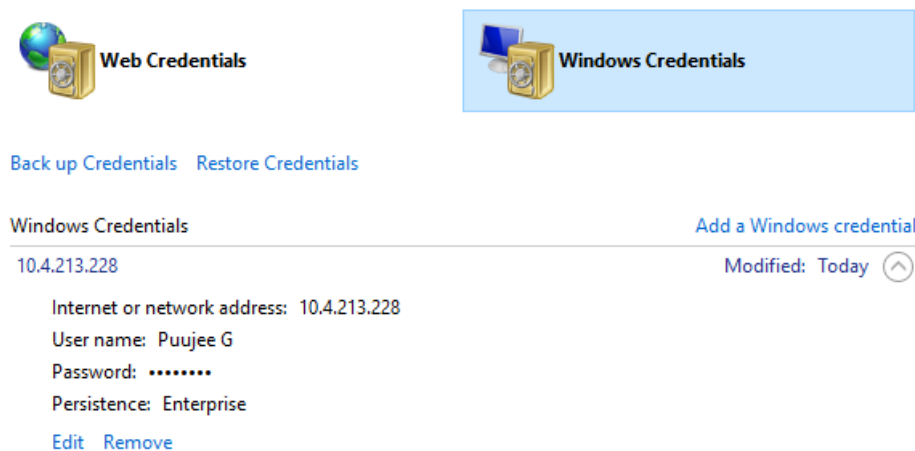 Web Credentials
Windows Credentials
Back up Credentials Restore Credentials
Windows Credentials Add a Windows credential
10.4.213.228 Modified: Today
Internet or network address: 10.4.213.228
User name: Puujee G
Password: ••••••••
Persistence: Enterprise
Edit Remove